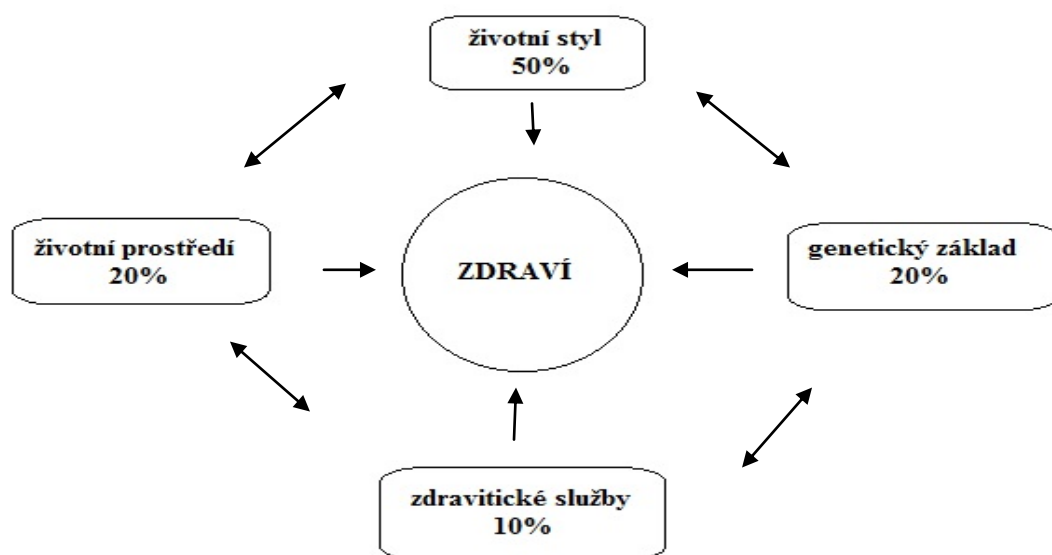 životní styl
50%
životní prostředí
20%
ZDRAVÍ
genetický základ
20%
zdravitické služby
10%